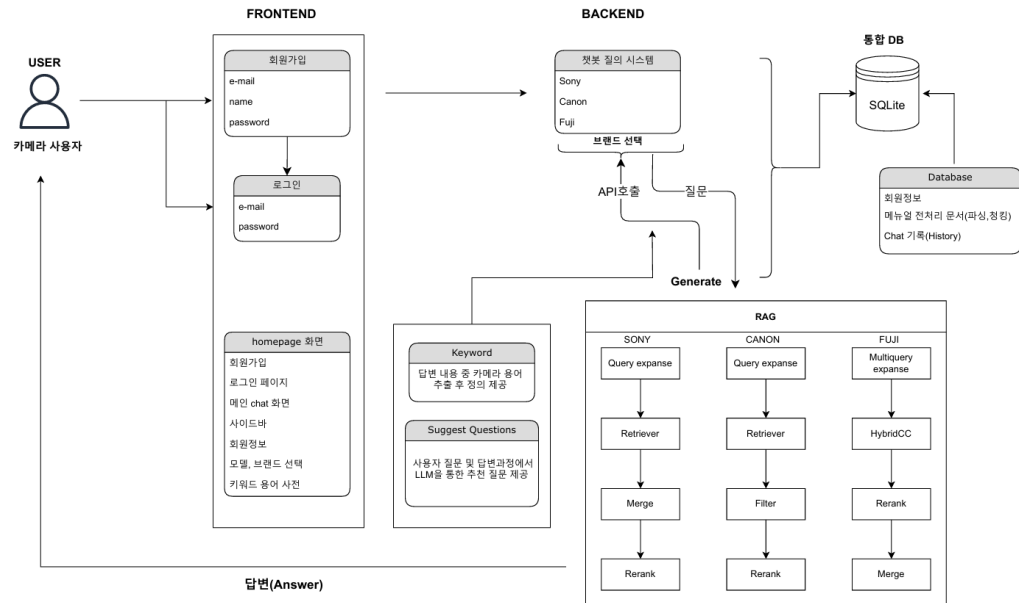 FRONTEND
BACKEND
USER
카메라 사용자
회원가입
e-mail
name
password
로그인
e-mail
password
homepage 화면
회원가입
로그인 페이지
메인 chat 화면
사이드바
회원정보
모델, 브랜드 선택
키워드 용어 사전
챗봇 질의 시스템
Sony
Canon
Fuji
브랜드 선택
API호출
질문
Generate
Keyword
답변 내용 중 카메라 용어
추출 후 정의 제공
Suggest Questions
사용자 질문 및 답변과정에서
LLM을 통한 추천 질문 제공
통합 DB
SQLite
Database
회원정보
메뉴얼 전처리 문서(파싱,청킹)
Chat 기록(History)
RAG
SONY
Query expanse
Retriever
Merge
Rerank
CANON
Query expanse
Retriever
Filter
Rerank
FUJI
Multiquery
expanse
HybridCC
Rerank
Merge
답변(Answer)